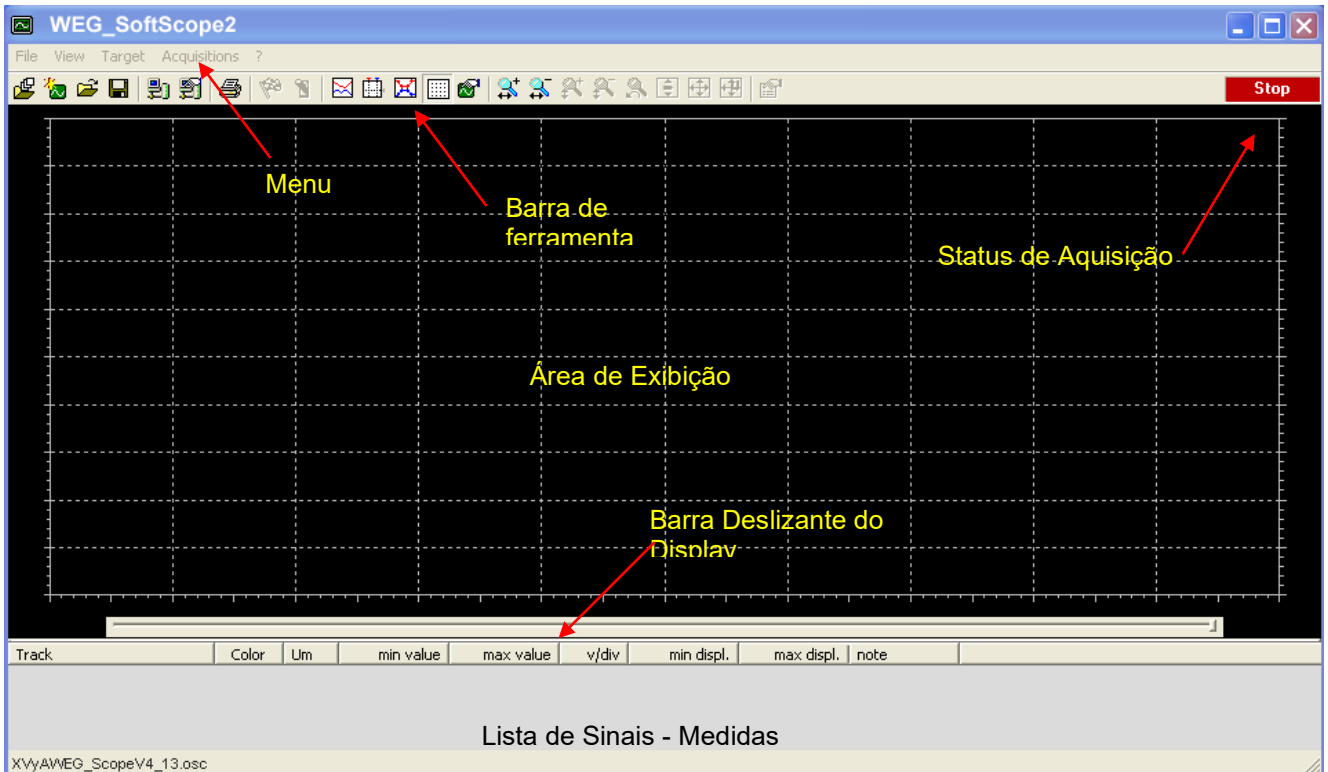 WEG_SoftScope2
File View Target Acquisitions ?
Stop
Menu
Barra de
ferramenta
Status de Aquisição
Área de Exibição
Barra Deslizante do
Display
Track Color Um min value max value v/div min displ. max displ. note
Lista de Sinais - Medidas
XVyAWEG_ScopeV4_13.osc